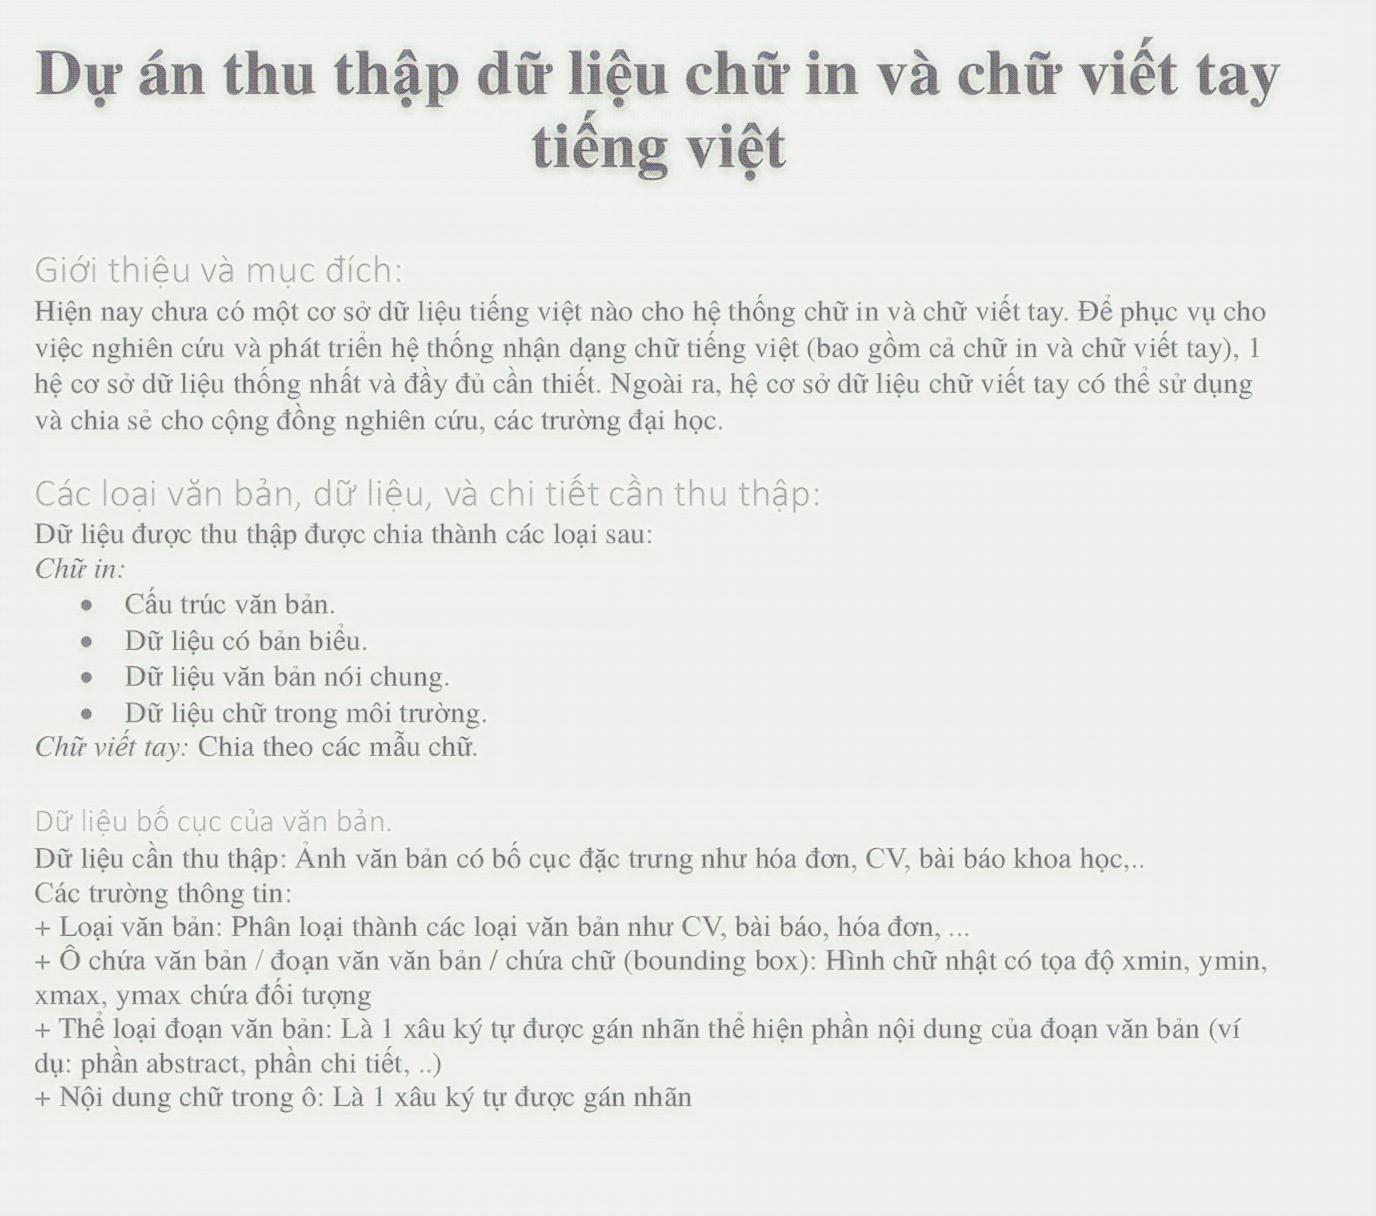 Dự án thu thập dữ liệu chữ in và chữ viết tay
tiếng việt
Giới thiệu và mục đích:
Hiện nay chưa có một cơ sở dữ liệu tiếng việt nào cho hệ thống chữ in và chữ viết tay. Để phục vụ cho
việc nghiên cứu và phát triển hệ thống nhận dạng chữ tiếng việt (bao gồm cả chữ in và chữ viết tay), 1
hệ cơ sở dữ liệu thống nhất và đầy đủ cần thiết. Ngoài ra, hệ cơ sở dữ liệu chữ viết tay có thể sử dụng
và chia sẻ cho cộng đồng nghiên cứu, các trường đại học.
Các loại văn bản, dữ liệu, và chi tiết cần thu thập:
Dữ liệu được thu thập được chia thành các loại sau:
Chữ in:
• Cấu trúc văn bản.
• Dữ liệu có bản biểu.
• Dữ liệu văn bản nói chung.
• Dữ liệu chữ trong môi trường.
Chữ viết tay: Chia theo các mẫu chữ.
Dữ liệu bố cục của văn bản.
Dữ liệu cần thu thập: Ảnh văn bản có bố cục đặc trưng như hóa đơn, CV, bài báo khoa học,..
Các trường thông tin:
+ Loại văn bản: Phân loại thành các loại văn bản như CV, bài báo, hóa đơn, ...
+ Ô chứa văn bản / đoạn văn văn bản / chứa chữ (bounding box): Hình chữ nhật có tọa độ xmin, ymin,
xmax, ymax chứa đối tượng
+ Thể loại đoạn văn bản: Là 1 xâu ký tự được gán nhãn thể hiện phần nội dung của đoạn văn bản (ví
dụ: phần abstract, phần chi tiết, ..)
+ Nội dung chữ trong ô: Là 1 xâu ký tự được gán nhãn